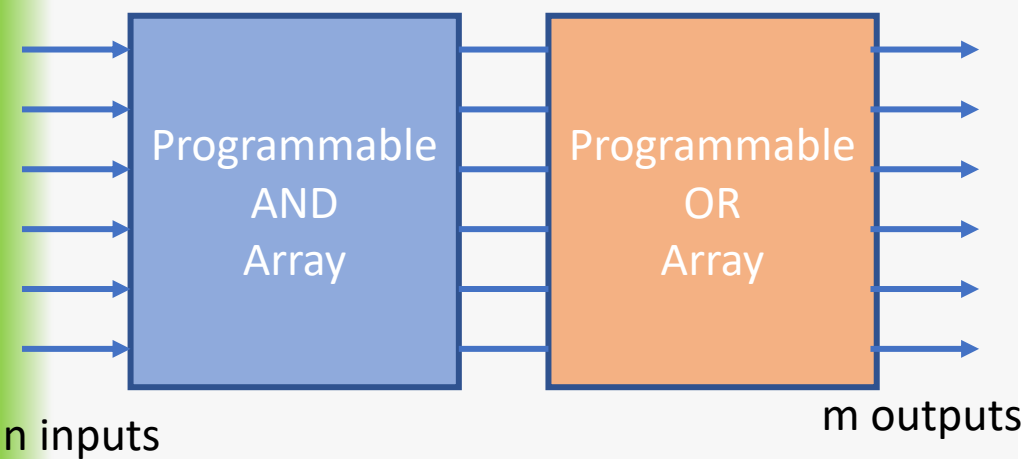 Programmable
AND
Array
Programmable
OR
Array
n inputs
m outputs